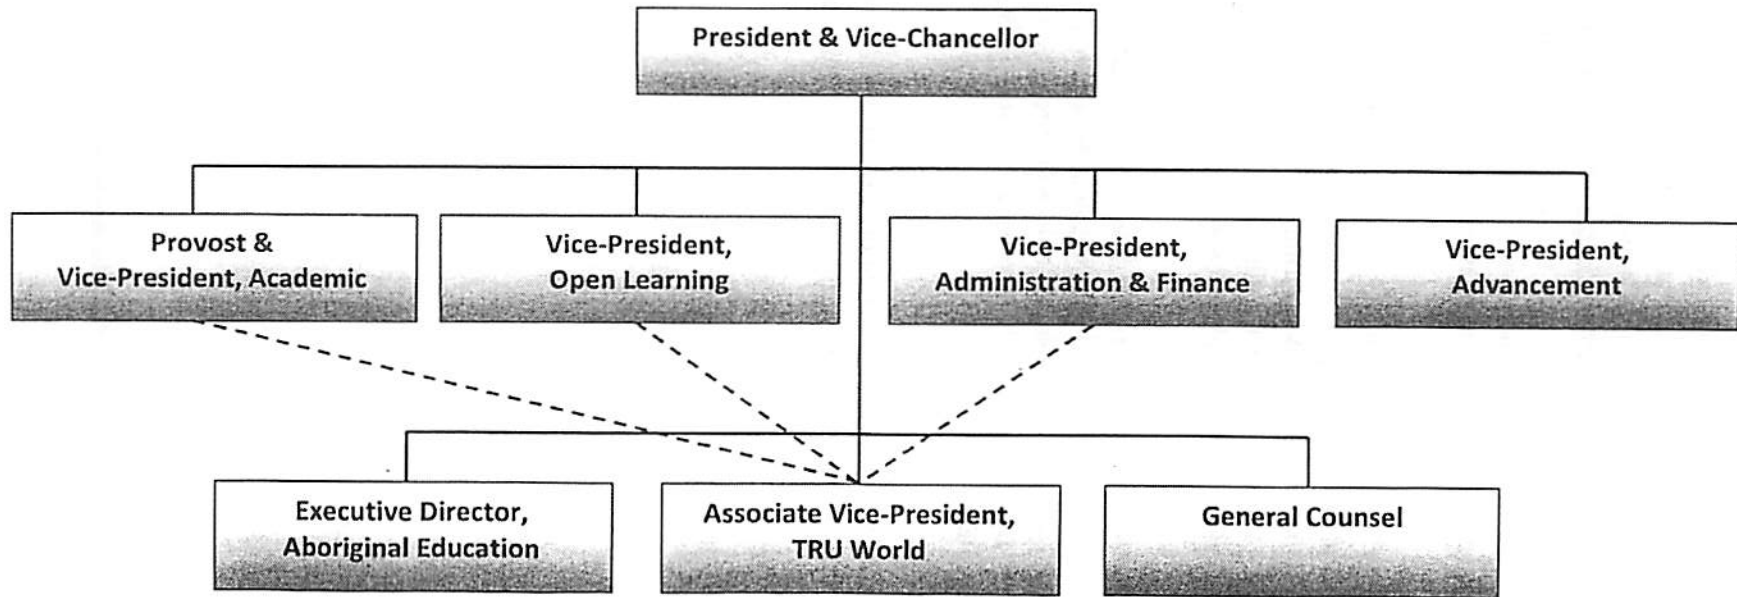 President & Vice-Chancellor
Provost &
Vice-President, Academic
Vice-President,
Open Learning
Vice-President,
Administration & Finance
Vice-President,
Advancement
Executive Director,
Aboriginal Education
Associate Vice-President,
TRU World
General Counsel